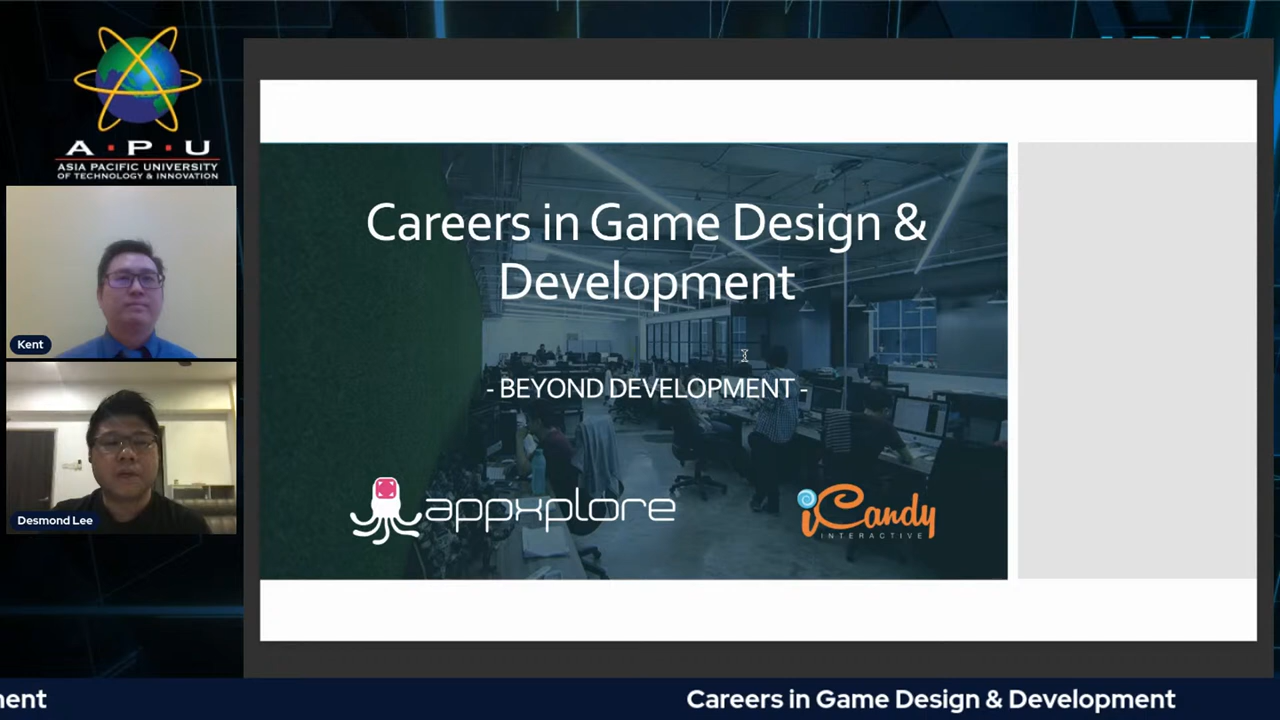 A·P·U
ASIA PACIFIC UNIVERSITY
OF TECHNOLOGY & INNOVATION
Kent
Desmond Lee
Careers in Game Design &
Development
- BEYOND DEVELOPMENT -
appxplore
iCandy
INTERACTIVE
ment
Careers in Game Design & Development